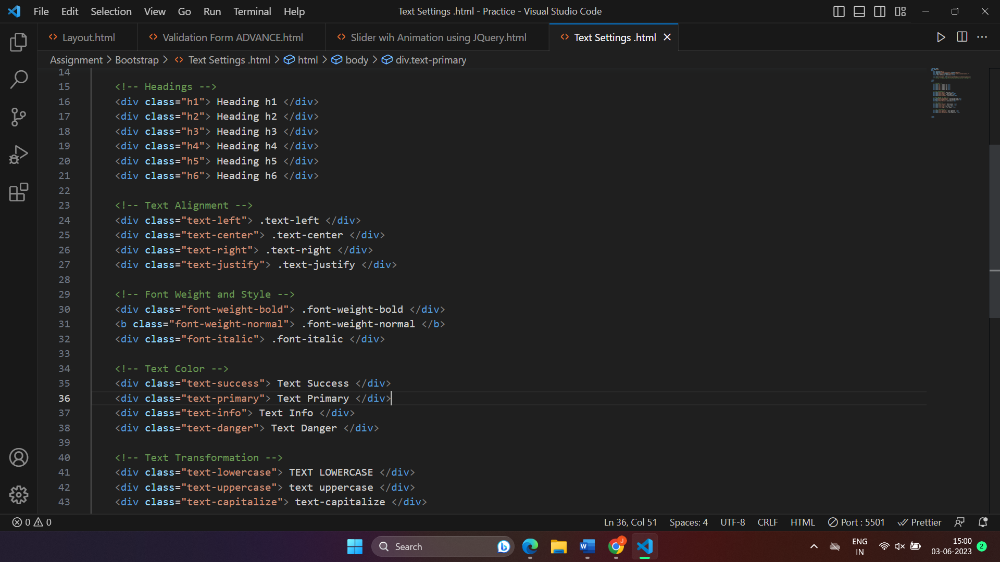 File Edit Selection View Go Run Terminal Help Text Settings .html - Practice - Visual Studio Code
Layout.html Validation Form ADVANCE.html Slider wih Animation using JQuery.html Text Settings .html
Assignment > Bootstrap > Text Settings .html > html > body > div.text-primary
14
15 <!-- Headings -->
16 <div class="h1"> Heading h1 </div>
17 <div class="h2"> Heading h2 </div>
18 <div class="h3"> Heading h3 </div>
19 <div class="h4"> Heading h4 </div>
20 <div class="h5"> Heading h5 </div>
21 <div class="h6"> Heading h6 </div>
22
23 <!-- Text Alignment -->
24 <div class="text-left"> .text-left </div>
25 <div class="text-center"> .text-center </div>
26 <div class="text-right"> .text-right </div>
27 <div class="text-justify"> .text-justify </div>
28
29 <!-- Font Weight and Style -->
30 <div class="font-weight-bold"> .font-weight-bold </div>
31 <b class="font-weight-normal"> .font-weight-normal </b>
32 <div class="font-italic"> .font-italic </div>
33
34 <!-- Text Color -->
35 <div class="text-success"> Text Success </div>
36 <div class="text-primary"> Text Primary </div>
37 <div class="text-info"> Text Info </div>
38 <div class="text-danger"> Text Danger </div>
39
40 <!-- Text Transformation -->
41 <div class="text-lowercase"> TEXT LOWERCASE </div>
42 <div class="text-uppercase"> text uppercase </div>
43 <div class="text-capitalize"> text-capitalize </div>
0 0 Ln 36, Col 51 Spaces: 4 UTF-8 CRLF HTML Port : 5501 Prettier
Search J ENG 15:00
IN 03-06-2023 2